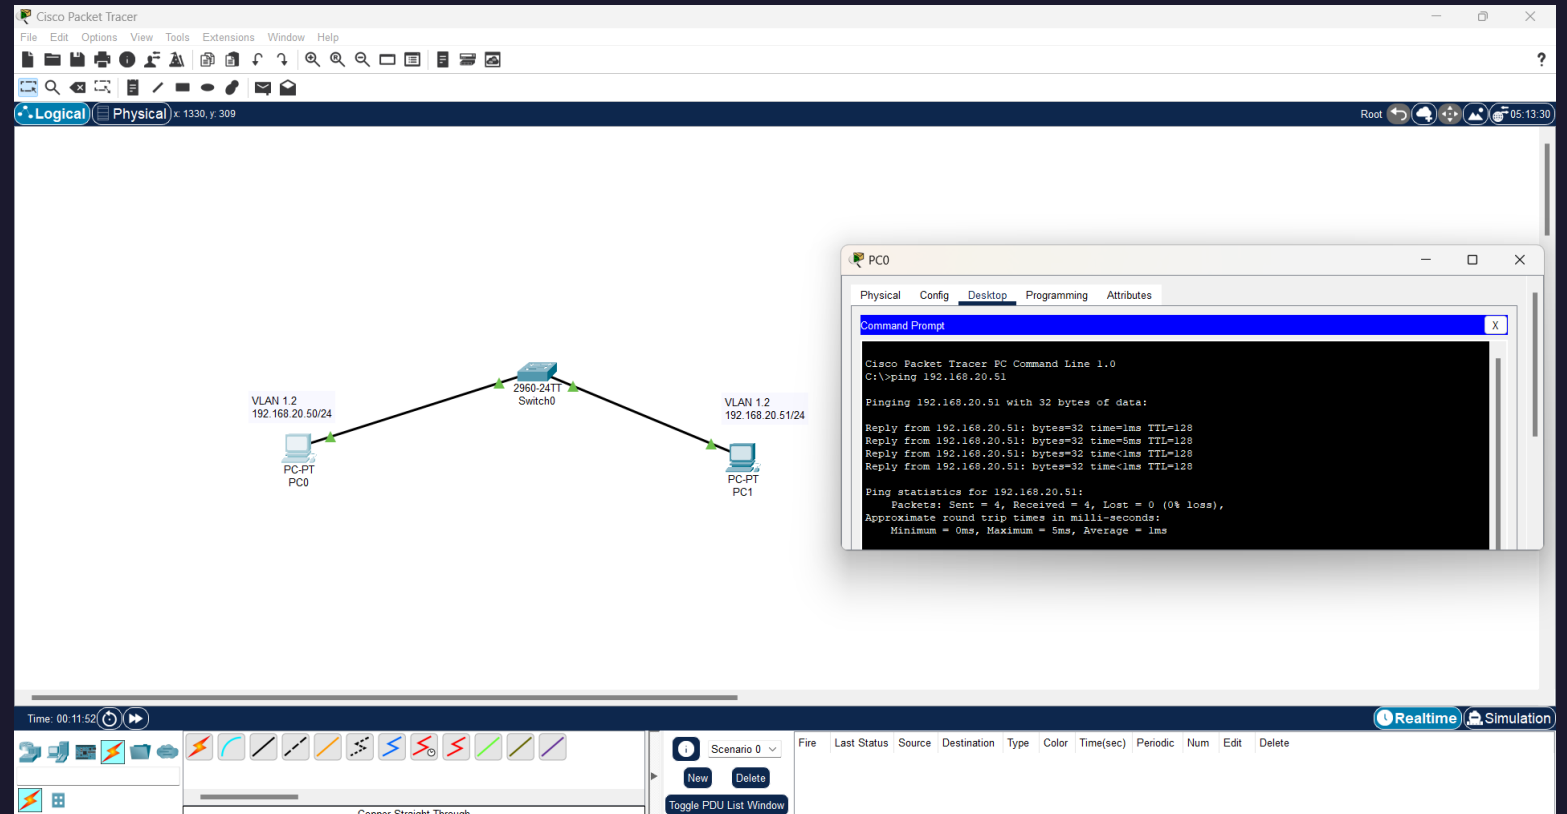 Cisco Packet Tracer
File Edit Options View Tools Extensions Window Help
?
Logical Physical x: 1330, y: 309
Root 05:13:30
PC0
Physical Config Desktop Programming Attributes
Command Prompt
X
Cisco Packet Tracer PC Command Line 1.0
C:\>ping 192.168.20.51
Pinging 192.168.20.51 with 32 bytes of data:
Reply from 192.168.20.51: bytes=32 time=1ms TTL=128
Reply from 192.168.20.51: bytes=32 time=5ms TTL=128
Reply from 192.168.20.51: bytes=32 time<1ms TTL=128
Reply from 192.168.20.51: bytes=32 time<1ms TTL=128
Ping statistics for 192.168.20.51:
Packets: Sent = 4, Received = 4, Lost = 0 (0% loss),
Approximate round trip times in milli-seconds:
Minimum = 0ms, Maximum = 5ms, Average = 1ms
2960-24TT
Switch0
VLAN 1.2
192.168.20.50/24
PC-PT
PC0
VLAN 1.2
192.168.20.51/24
PC-PT
PC1
Time: 00:11:52
Realtime Simulation
Scenario 0
New Delete
Toggle PDU List Window
Fire Last Status Source Destination Type Color Time(sec) Periodic Num Edit Delete
Copper Straight-Through